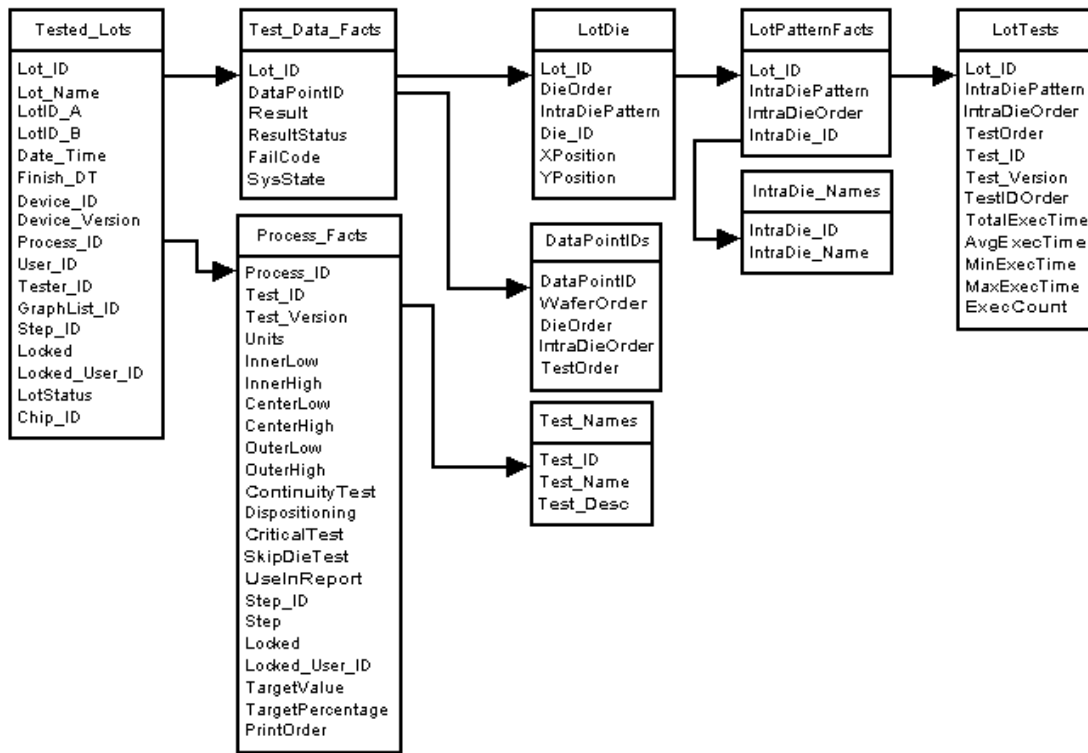 Tested_Lots
Lot_ID
Lot_Name
LotID_A
LotID_B
Date_Time
Finish_DT
Device_ID
Device_Version
Process_ID
User_ID
Tester_ID
GraphList_ID
Step_ID
Locked
Locked_User_ID
LotStatus
Chip_ID
Test_Data_Facts
Lot_ID
DataPointID
Result
ResultStatus
FailCode
SysState
Process_Facts
Process_ID
Test_ID
Test_Version
Units
InnerLow
InnerHigh
CenterLow
CenterHigh
OuterLow
OuterHigh
ContinuityTest
Dispositioning
CriticalTest
SkipDieTest
UseInReport
Step_ID
Step
Locked
Locked_User_ID
TargetValue
TargetPercentage
PrintOrder
LotDie
Lot_ID
DieOrder
IntraDiePattern
Die_ID
XPosition
YPosition
DataPointIDs
DataPointID
WaferOrder
DieOrder
IntraDieOrder
TestOrder
Test_Names
Test_ID
Test_Name
Test_Desc
LotPatternFacts
Lot_ID
IntraDiePattern
IntraDieOrder
IntraDie_ID
IntraDie_Names
IntraDie_ID
IntraDie_Name
LotTests
Lot_ID
IntraDiePattern
IntraDieOrder
TestOrder
Test_ID
Test_Version
TestIDOrder
TotalExecTime
AvgExecTime
MinExecTime
MaxExecTime
ExecCount